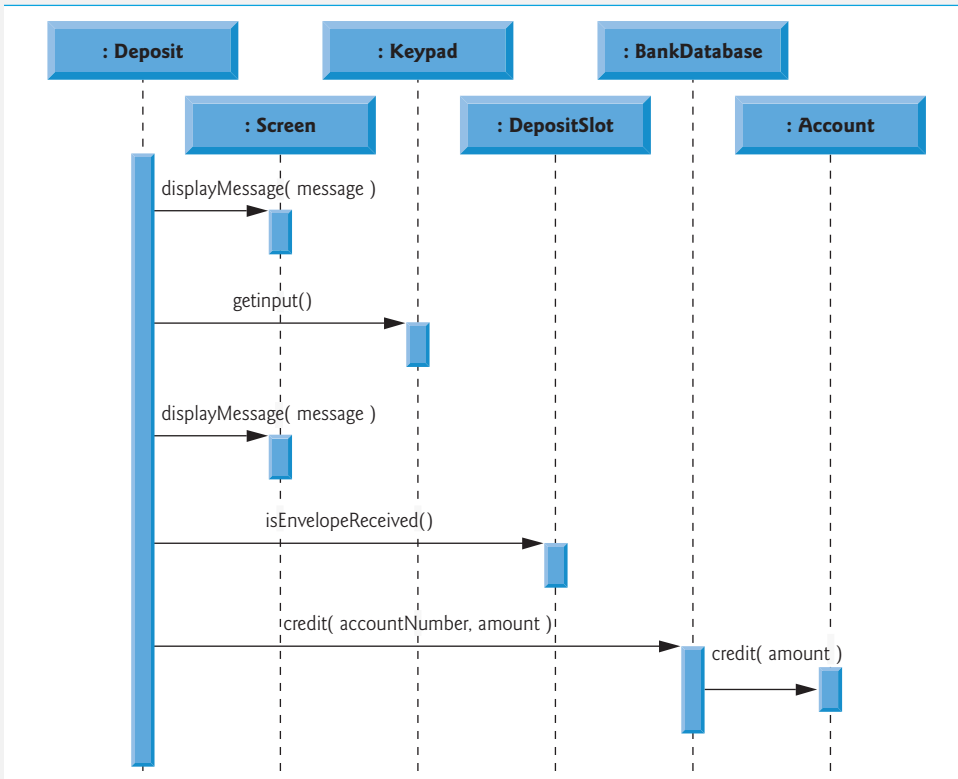 : Deposit
: Keypad
: BankDatabase
: Screen
: DepositSlot
: Account
displayMessage( message )
getinput()
displayMessage( message )
isEnvelopeReceived()
credit( accountNumber, amount )
credit( amount )